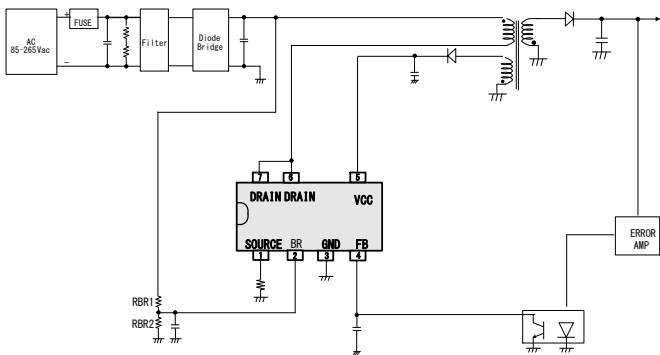 AC
85-265Vac
+
−
FUSE
Filter
Diode
Bridge
7
6
5
DRAIN DRAIN
VCC
SOURCE
BR
GND
FB
1
2
3
4
RBR1
RBR2
ERROR
AMP